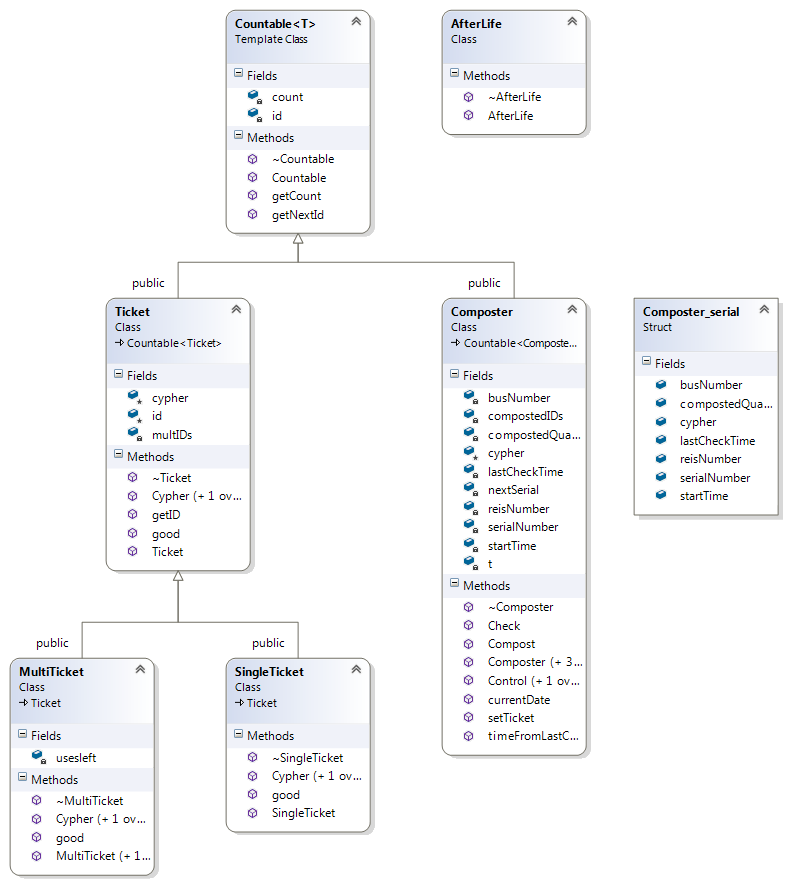 Countable<T>
Template Class
Fields
count
id
Methods
~Countable
Countable
getCount
getNextId
AfterLife
Class
Methods
~AfterLife
AfterLife
public
public
Ticket
Class
Countable<Ticket>
Fields
cypher
id
multIDs
Methods
~Ticket
Cypher (+ 1 ov...
getID
good
Ticket
Composter
Class
Countable<Composte...
Fields
busNumber
compostedIDs
compostedQua...
cypher
lastCheckTime
nextSerial
reisNumber
serialNumber
startTime
t
Methods
~Composter
Check
Compost
Composter (+ 3...
Control (+ 1 ov...
currentDate
setTicket
timeFromLastC...
Composter_serial
Struct
Fields
busNumber
compostedQua...
cypher
lastCheckTime
reisNumber
serialNumber
startTime
public
public
MultiTicket
Class
Ticket
Fields
usesleft
Methods
~MultiTicket
Cypher (+ 1 ov...
good
MultiTicket (+ 1...
SingleTicket
Class
Ticket
Methods
~SingleTicket
Cypher (+ 1 ov...
good
SingleTicket